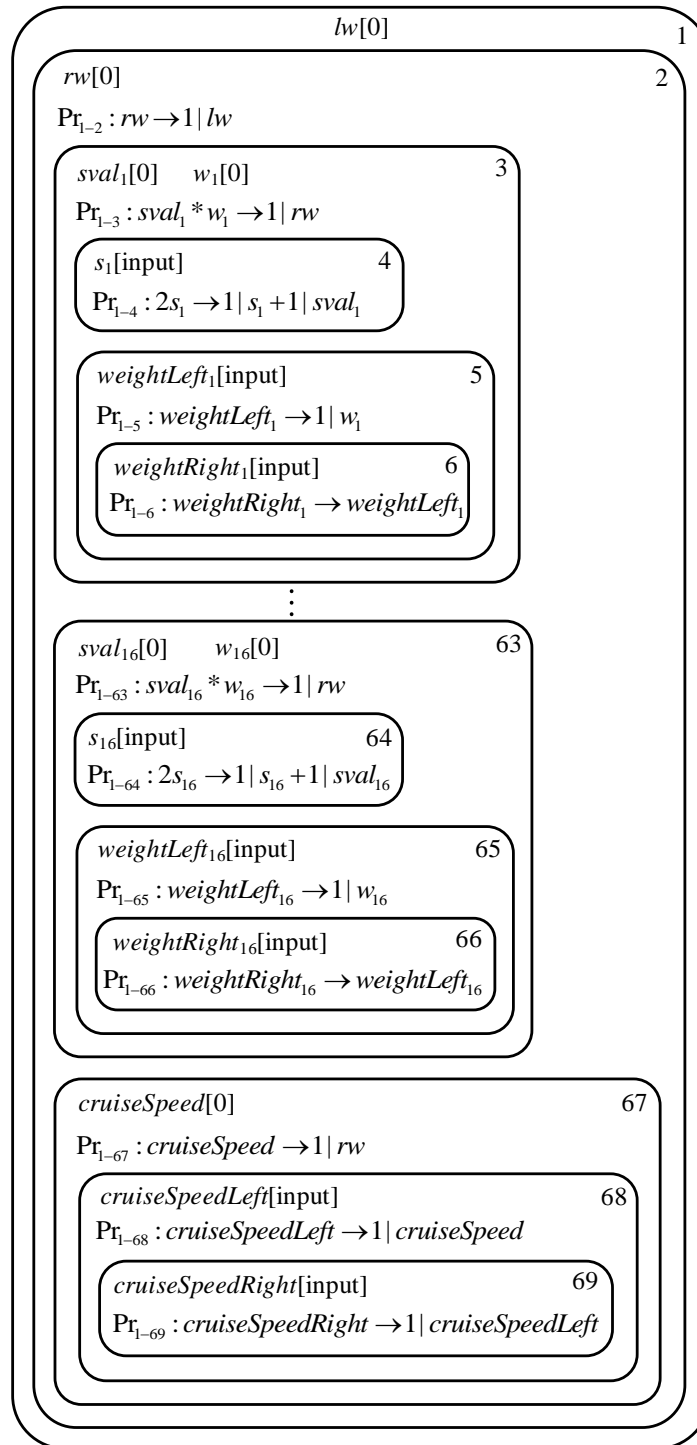 lw[0] 1
rw[0] 2
Pr₁₋₂ : rw → 1 | lw
sval₁[0] w₁[0] 3
Pr₁₋₃ : sval₁ * w₁ → 1 | rw
s₁[input] 4
Pr₁₋₄ : 2s₁ → 1 | s₁ + 1 | sval₁
weightLeft₁[input] 5
Pr₁₋₅ : weightLeft₁ → 1 | w₁
weightRight₁[input] 6
Pr₁₋₆ : weightRight₁ → weightLeft₁
⋮
sval₁₆[0] w₁₆[0] 63
Pr₁₋₆₃ : sval₁₆ * w₁₆ → 1 | rw
s₁₆[input] 64
Pr₁₋₆₄ : 2s₁₆ → 1 | s₁₆ + 1 | sval₁₆
weightLeft₁₆[input] 65
Pr₁₋₆₅ : weightLeft₁₆ → 1 | w₁₆
weightRight₁₆[input] 66
Pr₁₋₆₆ : weightRight₁₆ → weightLeft₁₆
cruiseSpeed[0] 67
Pr₁₋₆₇ : cruiseSpeed → 1 | rw
cruiseSpeedLeft[input] 68
Pr₁₋₆₈ : cruiseSpeedLeft → 1 | cruiseSpeed
cruiseSpeedRight[input] 69
Pr₁₋₆₉ : cruiseSpeedRight → 1 | cruiseSpeedLeft